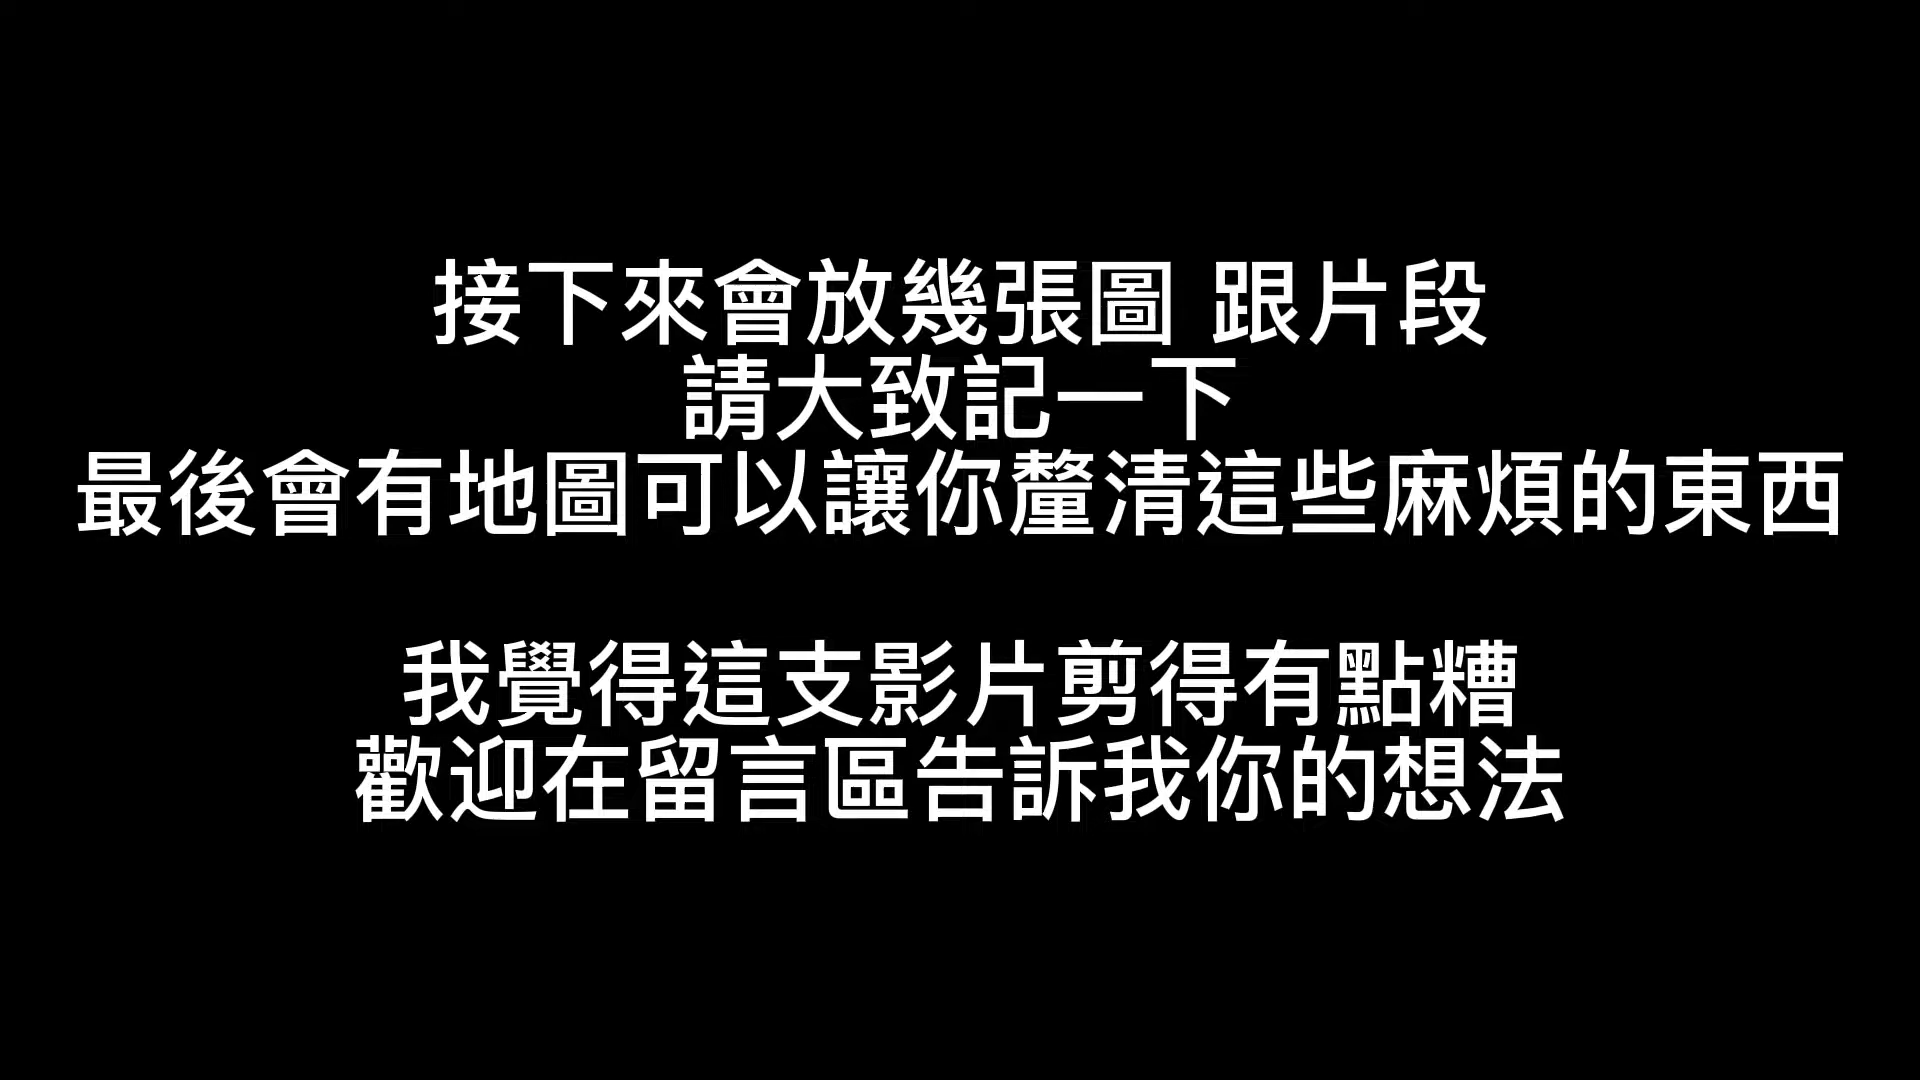 接下來會放幾張圖 跟片段
請大致記一下
最後會有地圖可以讓你釐清這些麻煩的東西
我覺得這支影片剪得有點糟
歡迎在留言區告訴我你的想法